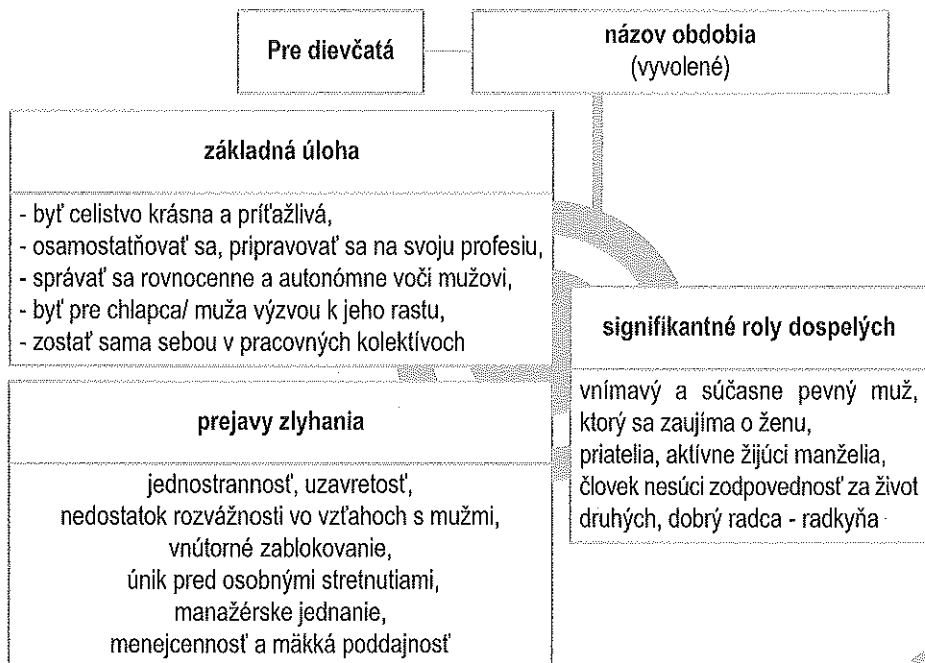 Pre dievčatá
názov obdobia
(vyvolené)
základná úloha
- byť celistvo krásna a príťažlivá,
- osamostatňovať sa, pripravovať sa na svoju profesiu,
- správať sa rovnocenne a autonómne voči mužovi,
- byť pre chlapca/ muža výzvou k jeho rastu,
- zostať sama sebou v pracovných kolektívoch
signifikantné roly dospelých
vnímavý a súčasne pevný muž,
ktorý sa zaujíma o ženu,
priatelia, aktívne žijúci manželia,
človek nesúci zodpovednosť za život
druhých, dobrý radca - radkyňa
prejavy zlyhania
jednostrannosť, uzavretosť,
nedostatok rozvážnosti vo vzťahoch s mužmi,
vnútorné zablokovanie,
únik pred osobnými stretnutiami,
manažérske jednanie,
menejcennosť a mäkká poddajnosť